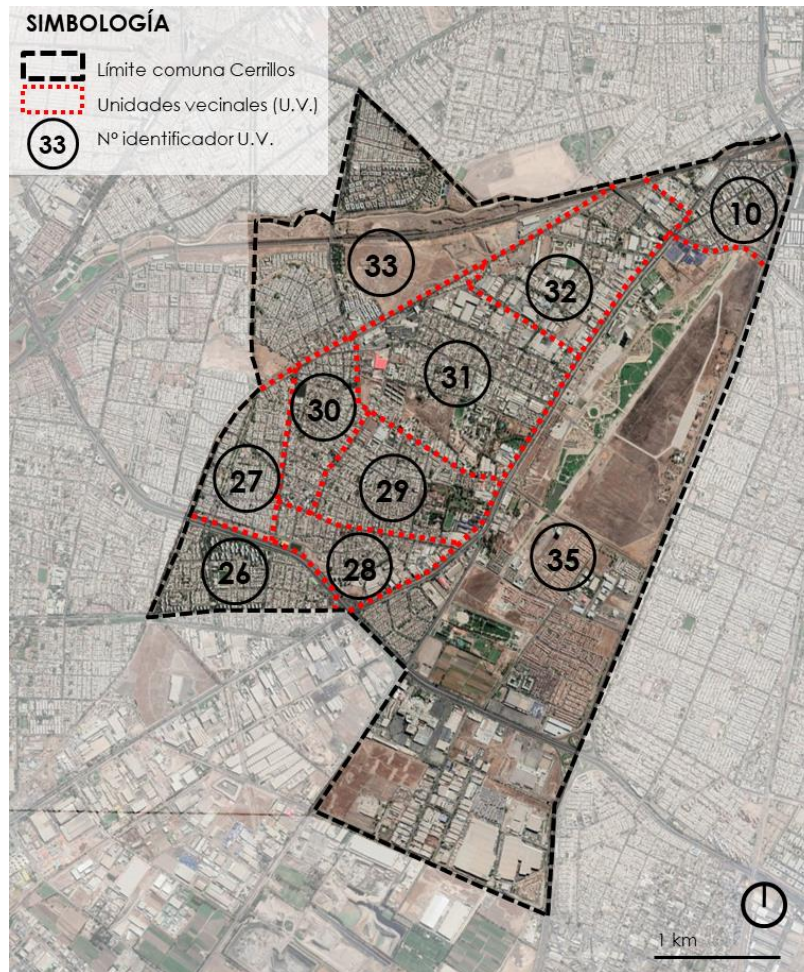 SIMBOLOGÍA
Límite comuna Cerrillos
Unidades vecinales (U.V.)
33
Nº identificador U.V.
10
33
32
31
30
27
29
26
28
35
1 km